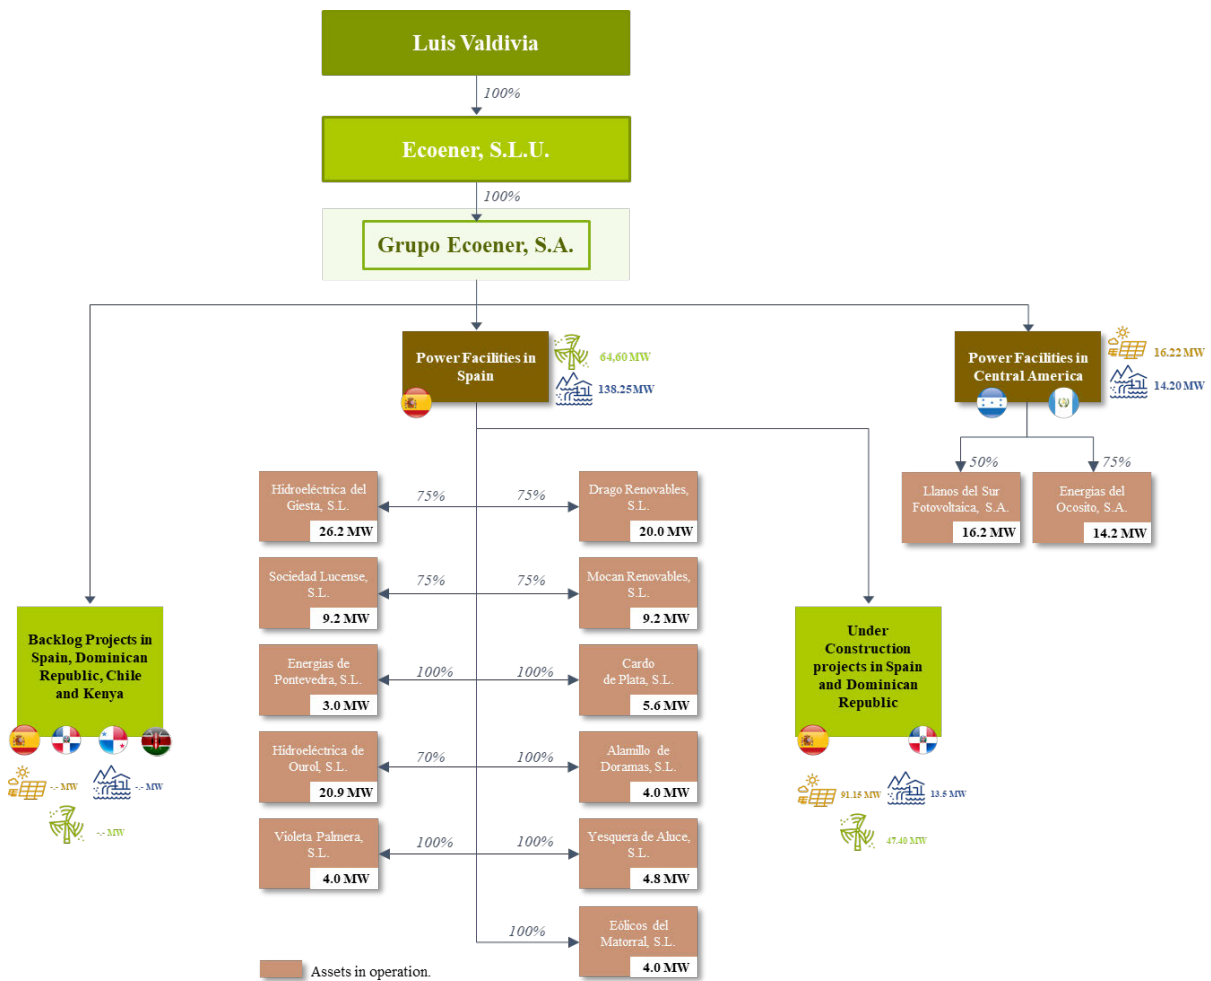 Luis Valdivia
100%
Ecoener, S.L.U.
100%
Grupo Ecoener, S.A.
Power Facilities in
Spain
64,60 MW
138.25 MW
Power Facilities in
Central America
16.22 MW
14.20 MW
50%
75%
Llanos del Sur
Fotovoltaica, S.A.
16.2 MW
Energías del
Ocosito, S.A.
14.2 MW
Hidroeléctrica del
Giesta, S.L.
26.2 MW
75%
75%
Drago Renovables,
S.L.
20.0 MW
Sociedad Lucense,
S.L.
9.2 MW
75%
75%
Mocan Renovables,
S.L.
9.2 MW
Energías de
Pontevedra, S.L.
3.0 MW
100%
100%
Cardo
de Plata, S.L.
5.6 MW
Hidroeléctrica de
Ourol, S.L.
20.9 MW
70%
100%
Alamillo de
Doramas, S.L.
4.0 MW
Violeta Palmera,
S.L.
4.0 MW
100%
100%
Yesquera de Aluce,
S.L.
4.8 MW
100%
Eólicos del
Matorral, S.L.
4.0 MW
Backlog Projects in
Spain, Dominican
Republic, Chile
and Kenya
-.- MW
-.- MW
-.- MW
Under
Construction
projects in Spain
and Dominican
Republic
91.15 MW
13.5 MW
47.40 MW
Assets in operation.